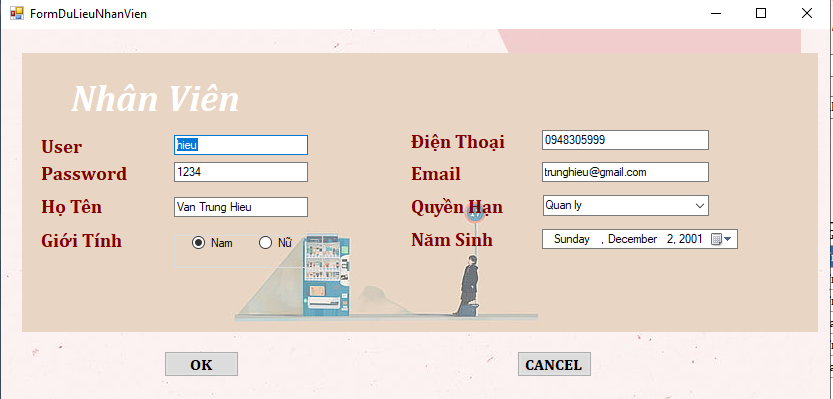 FormDuLieuNhanVien
Nhân Viên
User hieu
Password 1234
Họ Tên Van Trung Hieu
Giới Tính Nam Nữ
Điện Thoại 0948305999
Email trunghieu@gmail.com
Quyền Hạn Quan ly
Năm Sinh Sunday , December 2, 2001
OK CANCEL